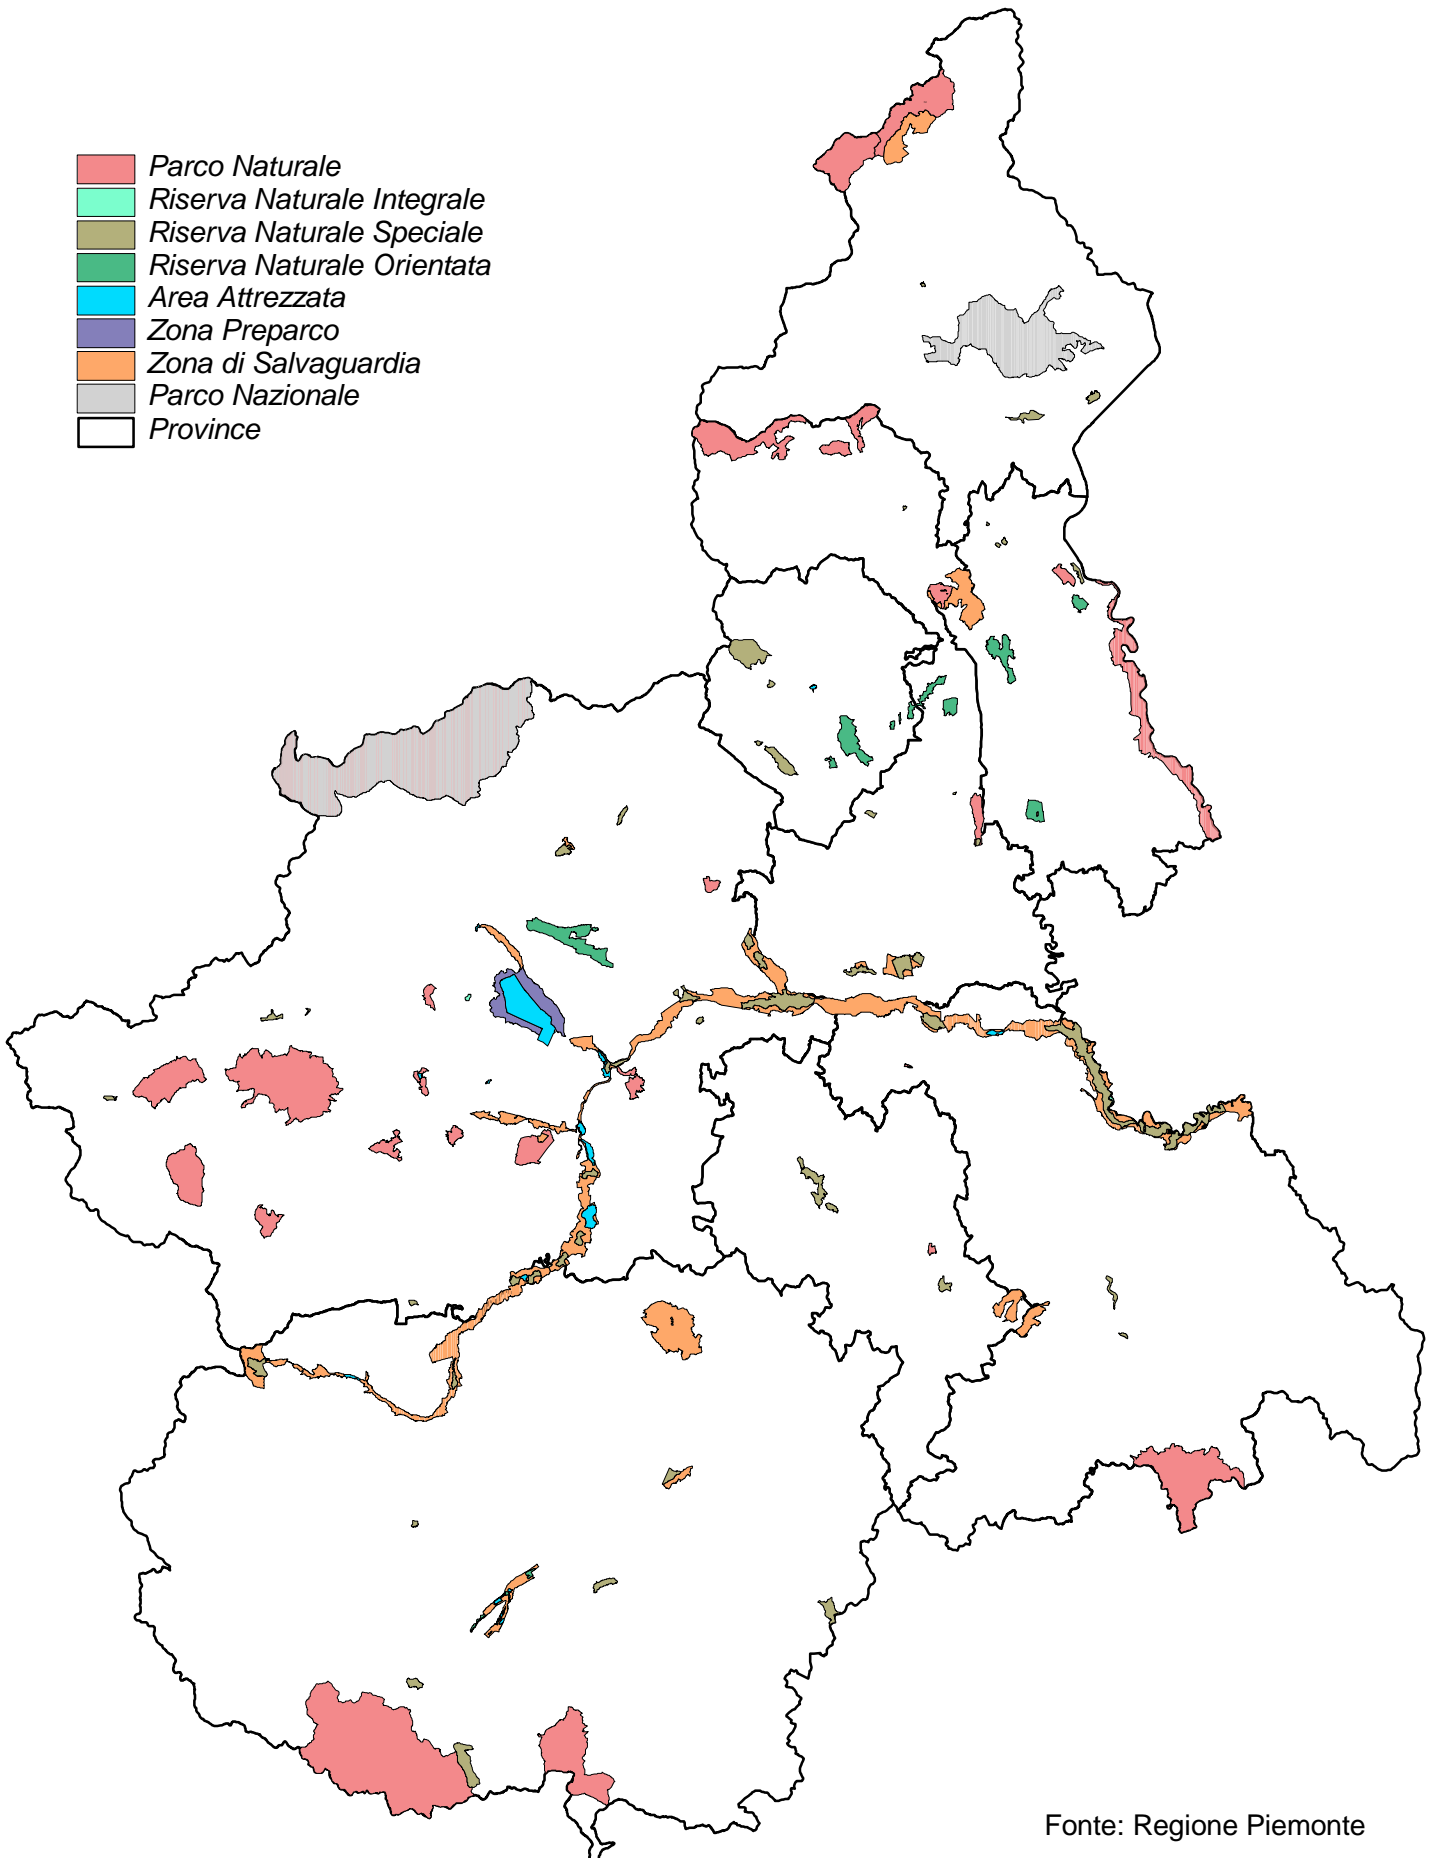 Parco Naturale
Riserva Naturale Integrale
Riserva Naturale Speciale
Riserva Naturale Orientata
Area Attrezzata
Zona Preparco
Zona di Salvaguardia
Parco Nazionale
Province
Fonte: Regione Piemonte